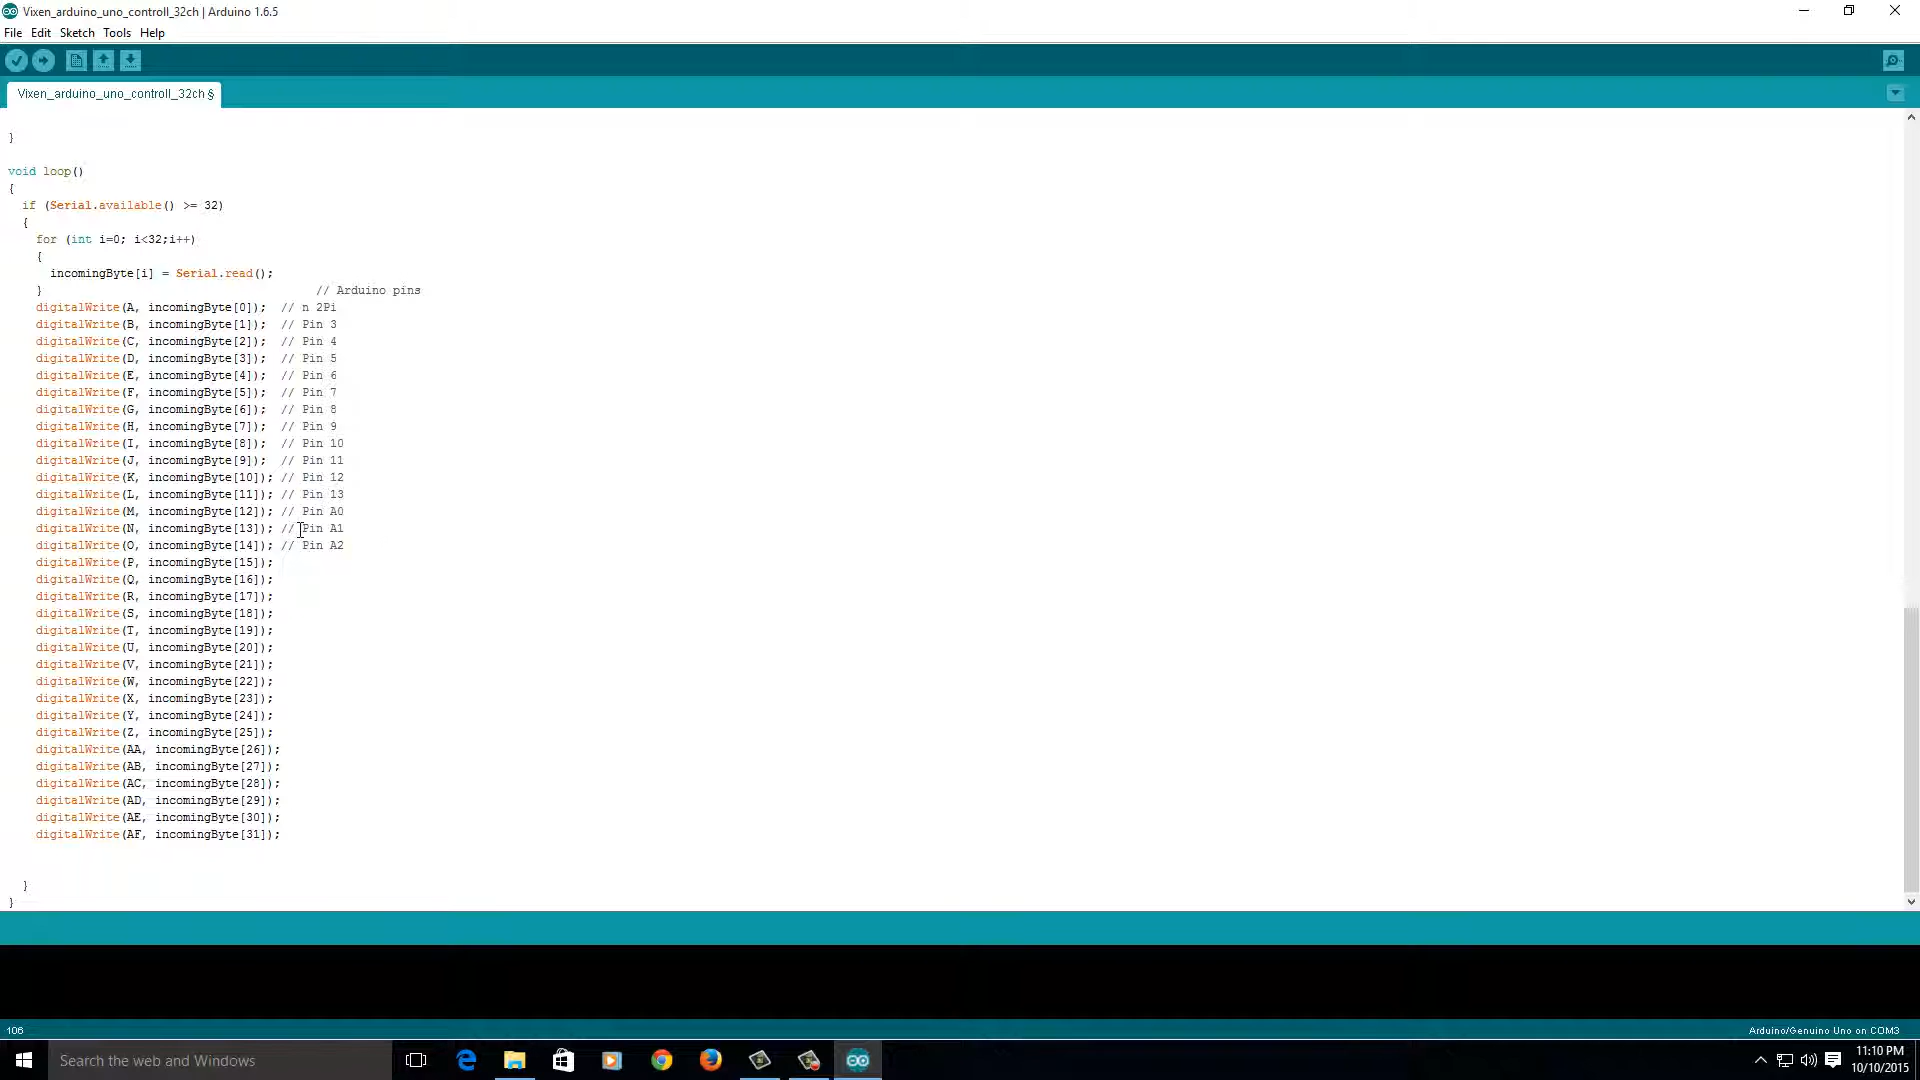 Vixen_arduino_uno_controll_32ch | Arduino 1.6.5
File Edit Sketch Tools Help
Vixen_arduino_uno_controll_32ch §
}
void loop()
{
if (Serial.available() >= 32)
{
for (int i=0; i<32;i++)
{
incomingByte[i] = Serial.read();
} // Arduino pins
digitalWrite(A, incomingByte[0]); // n 2Pi
digitalWrite(B, incomingByte[1]); // Pin 3
digitalWrite(C, incomingByte[2]); // Pin 4
digitalWrite(D, incomingByte[3]); // Pin 5
digitalWrite(E, incomingByte[4]); // Pin 6
digitalWrite(F, incomingByte[5]); // Pin 7
digitalWrite(G, incomingByte[6]); // Pin 8
digitalWrite(H, incomingByte[7]); // Pin 9
digitalWrite(I, incomingByte[8]); // Pin 10
digitalWrite(J, incomingByte[9]); // Pin 11
digitalWrite(K, incomingByte[10]); // Pin 12
digitalWrite(L, incomingByte[11]); // Pin 13
digitalWrite(M, incomingByte[12]); // Pin A0
digitalWrite(N, incomingByte[13]); // Pin A1
digitalWrite(O, incomingByte[14]); // Pin A2
digitalWrite(P, incomingByte[15]);
digitalWrite(Q, incomingByte[16]);
digitalWrite(R, incomingByte[17]);
digitalWrite(S, incomingByte[18]);
digitalWrite(T, incomingByte[19]);
digitalWrite(U, incomingByte[20]);
digitalWrite(V, incomingByte[21]);
digitalWrite(W, incomingByte[22]);
digitalWrite(X, incomingByte[23]);
digitalWrite(Y, incomingByte[24]);
digitalWrite(Z, incomingByte[25]);
digitalWrite(AA, incomingByte[26]);
digitalWrite(AB, incomingByte[27]);
digitalWrite(AC, incomingByte[28]);
digitalWrite(AD, incomingByte[29]);
digitalWrite(AE, incomingByte[30]);
digitalWrite(AF, incomingByte[31]);
}
}
106 Arduino/Genuino Uno on COM3
Search the web and Windows
11:10 PM
10/10/2015